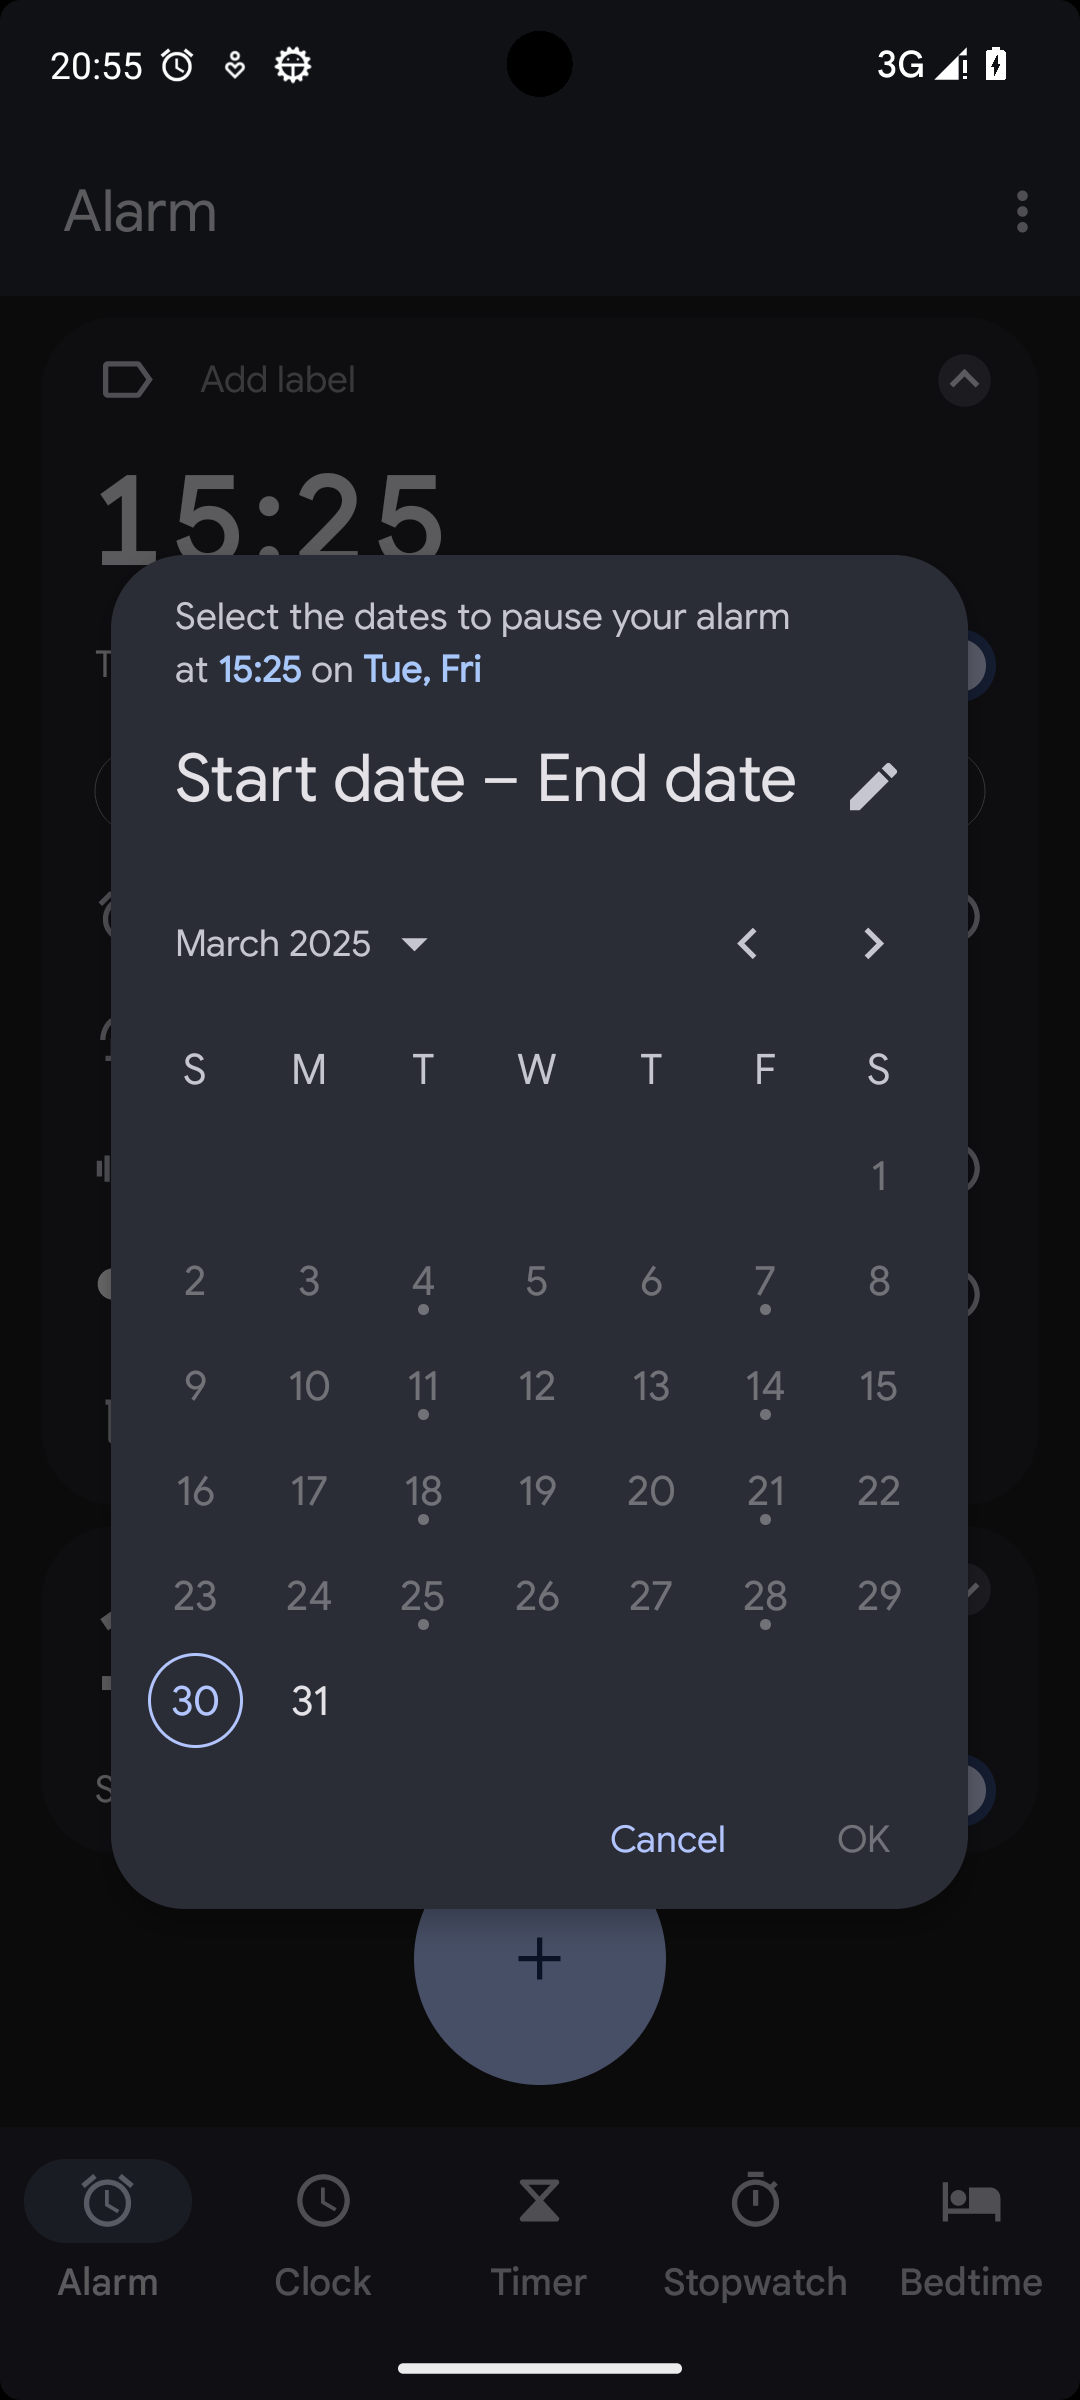 20:55
3G
Alarm
Add label
15:25
Select the dates to pause your alarm
at 15:25 on Tue, Fri
Start date – End date
March 2025
S M T W T F S
1
2 3 4 5 6 7 8
9 10 11 12 13 14 15
16 17 18 19 20 21 22
23 24 25 26 27 28 29
30 31
Cancel OK
Alarm Clock Timer Stopwatch Bedtime